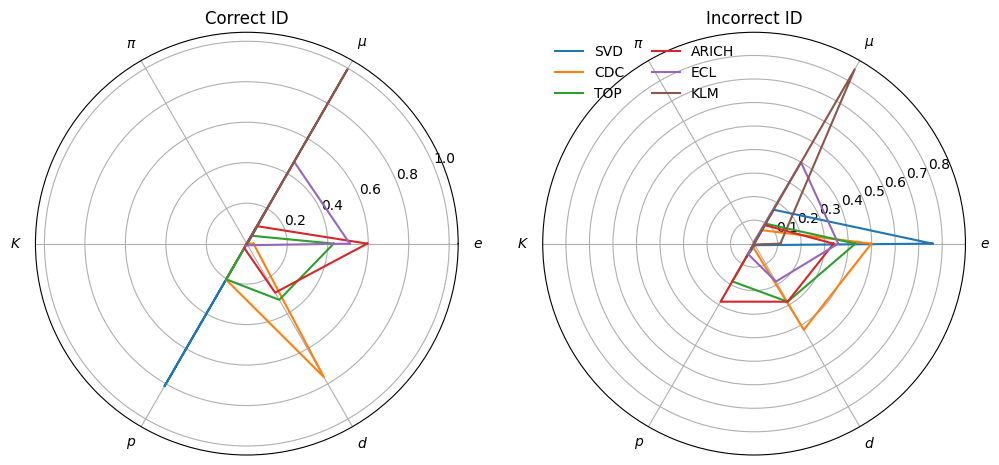 Correct ID
π
μ
K
e
p
d
0.2
0.4
0.6
0.8
1.0
Incorrect ID
π
μ
K
e
p
d
0.1
0.2
0.3
0.4
0.5
0.6
0.7
0.8
SVD
CDC
TOP
ARICH
ECL
KLM